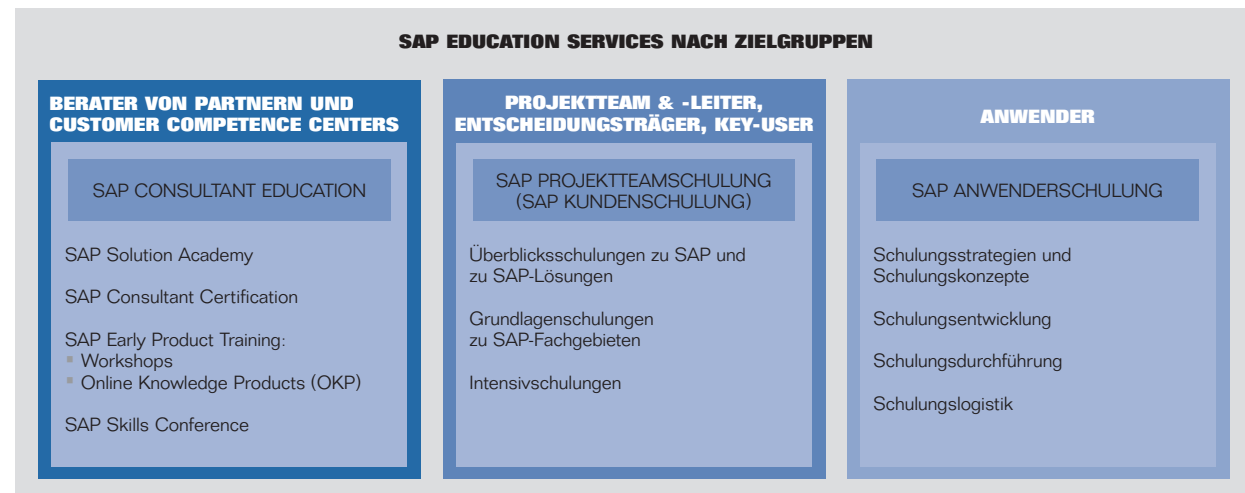 SAP EDUCATION SERVICES NACH ZIELGRUPPEN
BERATER VON PARTNERN UND
CUSTOMER COMPETENCE CENTERS
SAP CONSULTANT EDUCATION
SAP Solution Academy
SAP Consultant Certification
SAP Early Product Training:
▪ Workshops
▪ Online Knowledge Products (OKP)
SAP Skills Conference
PROJEKTTEAM & -LEITER,
ENTSCHEIDUNGSTRÄGER, KEY-USER
SAP PROJEKTTEAMSCHULUNG
(SAP KUNDENSCHULUNG)
Überblicksschulungen zu SAP und
zu SAP-Lösungen
Grundlagenschulungen
zu SAP-Fachgebieten
Intensivschulungen
ANWENDER
SAP ANWENDERSCHULUNG
Schulungsstrategien und
Schulungskonzepte
Schulungsentwicklung
Schulungsdurchführung
Schulungslogistik